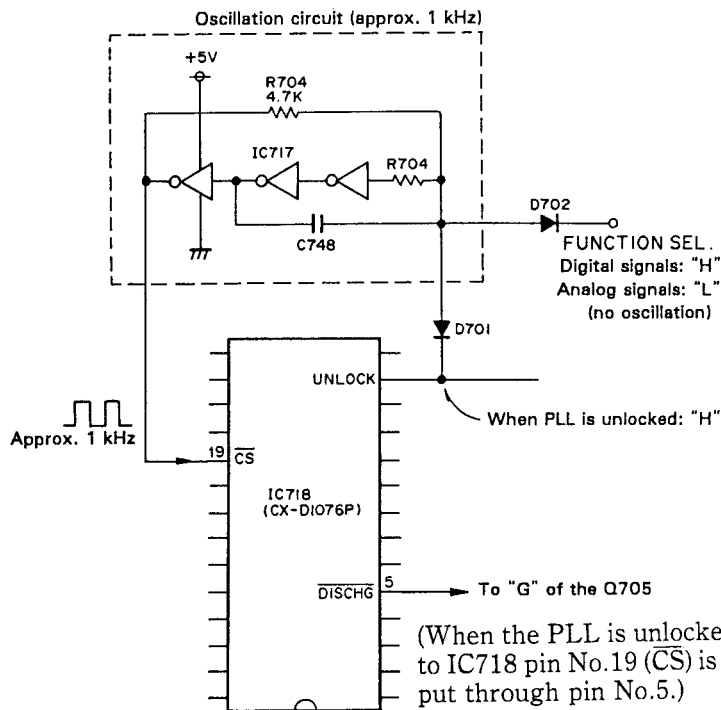 Oscillation circuit (approx. 1 kHz)
+5V
R704
4.7K
IC717
R704
C748
D702
FUNCTION SEL.
Digital signals: "H"
Analog signals: "L"
(no oscillation)
D701
UNLOCK
When PLL is unlocked: "H"
Approx. 1 kHz
19 CS
IC718
(CX-D1076P)
DISCHG 5
To "G" of the Q705
(When the PLL is unlocke
to IC718 pin No.19 (CS) is
put through pin No.5.)